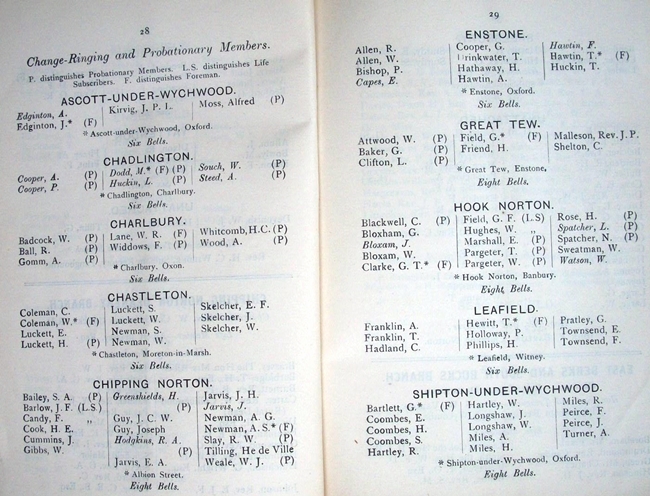 28
Change-Ringing and Probationary Members.
P. distinguishes Probationary Members. L.S. distinguishes Life
Subscribers. F. distinguishes Foreman.
ASCOTT-UNDER-WYCHWOOD.
Edginton, A.
Edginton, J.* (F)
Kirvig, J. P. L.
Moss, Alfred (P)
* Ascott-under-Wychwood, Oxford.
Six Bells.
CHADLINGTON.
Cooper, A. (P)
Cooper, P. (P)
Dodd, M.* (F) (P)
Huckin, L. (P)
Souch, W. (P)
Steed, A. (P)
* Chadlington, Charlbury.
Six Bells.
CHARLBURY.
Badcock, W. (P)
Ball, R. (P)
Gomm, A. (P)
Lane, W. R. (F)
Widdows, F. (P)
Whitcomb, H.C. (P)
Wood, A. (P)
* Charlbury, Oxon.
Six Bells.
CHASTLETON.
Coleman, C.
Coleman, W.* (F)
Luckett, E.
Luckett, H. (P)
Luckett, S.
Luckett, W.
Newman, S.
Newman, W.
Skelcher, E. F.
Skelcher, J.
Skelcher, W.
* Chastleton, Moreton-in-Marsh.
Six Bells.
CHIPPING NORTON.
Bailey, S. A. (P)
Barlow, J. F. (L.S.)
Candy, F. „
Cook, H. E.
Cummins, J.
Gibbs, W. (P)
Greenshields, H.
(P)
Guy, J. C. W.
Guy, Joseph
Hodgkins, R. A.
(P)
Jarvis, E. A.
Jarvis, J. H.
Jarvis, J.
Newman, A. G.
Newman, A. S.* (F)
Slay, R. W. (P)
Tilling, He de Ville
Weale, W. J. (P)
* Albion Street.
Eight Bells.
29
ENSTONE.
Allen, R.
Allen, W.
Bishop, P.
Capes, E.
Cooper, G.
Drinkwater, T.
Hathaway, H.
Hawtin, A.
Hawtin, F.
Hawtin, T.* (F)
Huckin, T.
* Enstone, Oxford.
Six Bells.
GREAT TEW.
Attwood, W. (P)
Baker, G. (P)
Clifton, L. (P)
Field, G.* (F)
Friend, H.
Malleson, Rev. J. P.
Shelton, C.
* Great Tew, Enstone,
Eight Bells.
HOOK NORTON.
Blackwell, C. (P)
Bloxham, G.
Bloxam, J.
Bloxam, W.
Clarke, G. T.* (F)
Field, G. F. (L.S)
Hughes, W. „
Marshall, E. (P)
Pargeter, T. (P)
Pargeter, W. (P)
Rose, H. (P)
Spatcher, L. (P)
Spatcher, N. (P)
Sweatman, W.
Watson, W.
* Hook Norton, Banbury.
Eight Bells.
LEAFIELD.
Franklin, A.
Franklin, T.
Hadland, C.
Hewitt, T.* (F)
Holloway, P.
Phillips, H.
Pratley, G.
Townsend, E.
Townsend, F.
* Leafield, Witney.
Six Bells.
SHIPTON-UNDER-WYCHWOOD.
Bartlett, G.* (F)
Coombes, E.
Coombes, H.
Coombes, S.
Hartley, R.
Hartley, W.
Longshaw, J.
Longshaw, W.
Miles, A.
Miles, H.
Miles, R.
Peirce, F.
Peirce, J.
Turner, A.
* Shipton-under-Wychwood, Oxford.
Eight Bells.